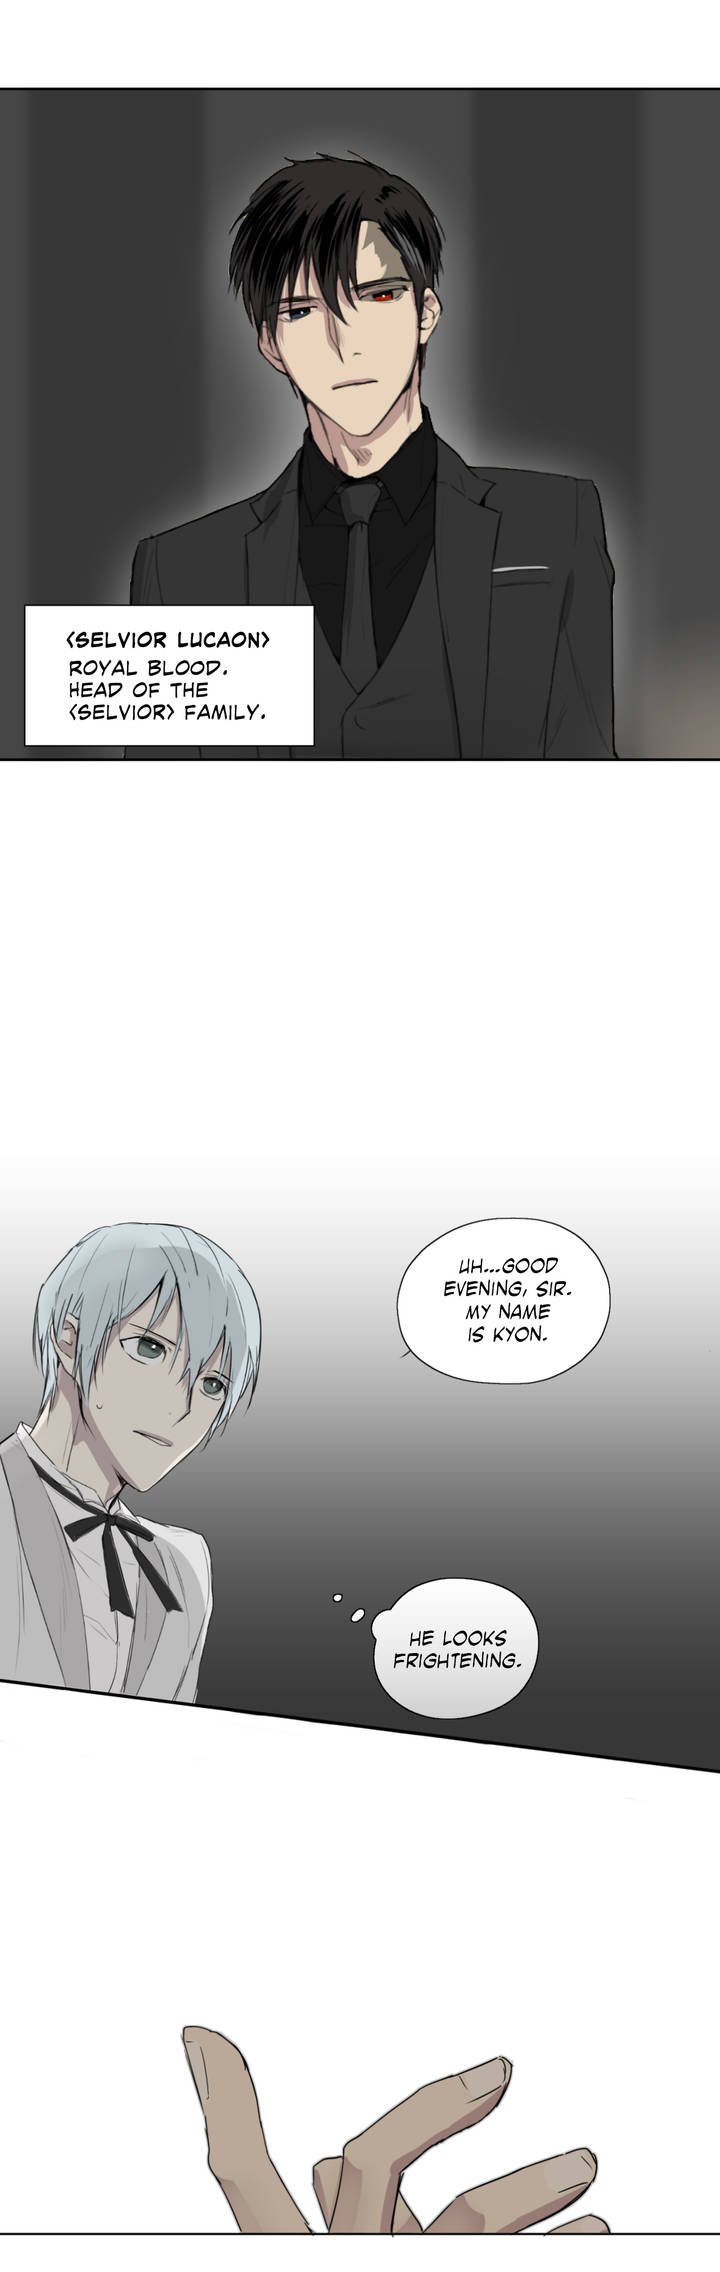 <SELVIOR LUCAON>
ROYAL BLOOD.
HEAD OF THE
<SELVIOR> FAMILY.
UH...GOOD
EVENING, SIR.
MY NAME
IS KYON.
HE LOOKS
FRIGHTENING.